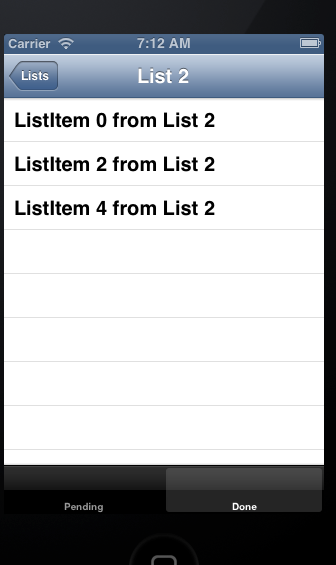 Carrier 7:12 AM
Lists List 2
ListItem 0 from List 2
ListItem 2 from List 2
ListItem 4 from List 2
Pending Done